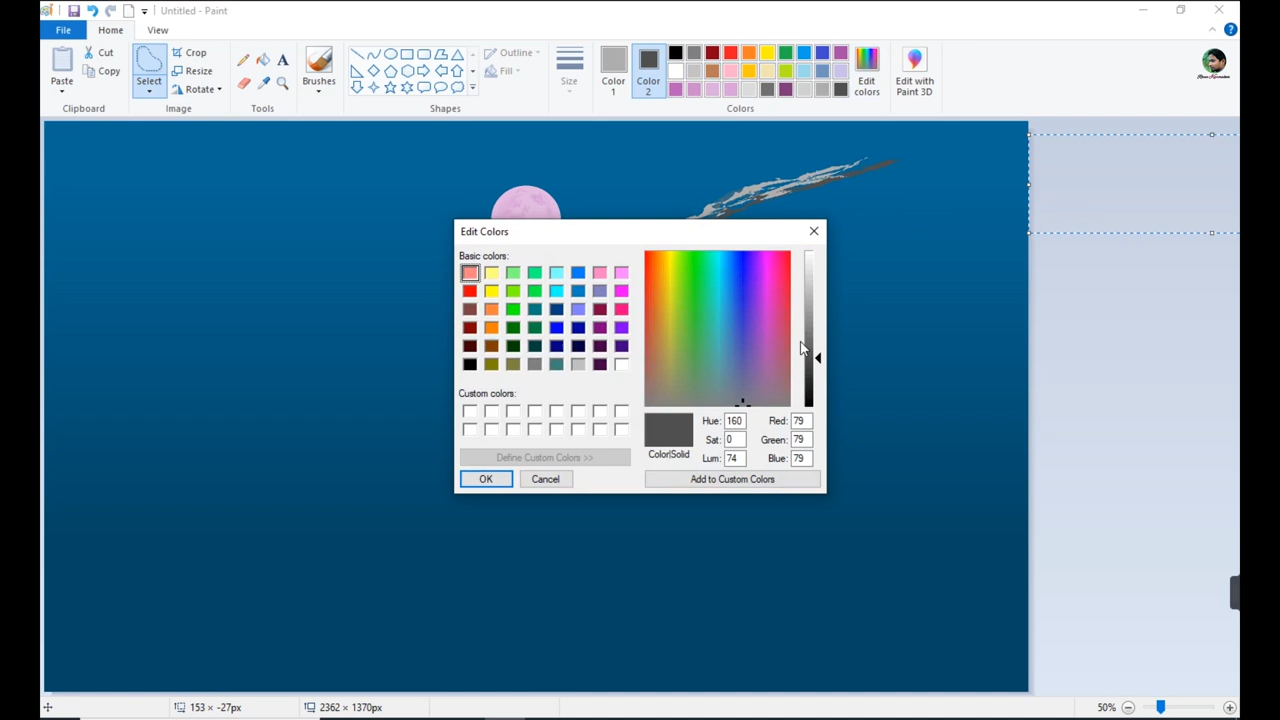 Untitled - Paint
File Home View
Paste
Cut
Copy
Clipboard
Select
Crop
Resize
Rotate
Image
Tools
Brushes
Outline
Fill
Shapes
Size
Color 1
Color 2
Edit colors
Colors
Edit with Paint 3D
Edit Colors
Basic colors:
Custom colors:
Define Custom Colors >>
OK Cancel
Color|Solid
Hue: 160 Red: 79
Sat: 0 Green: 79
Lum: 74 Blue: 79
Add to Custom Colors
153 × -27px 2362 × 1370px 50%